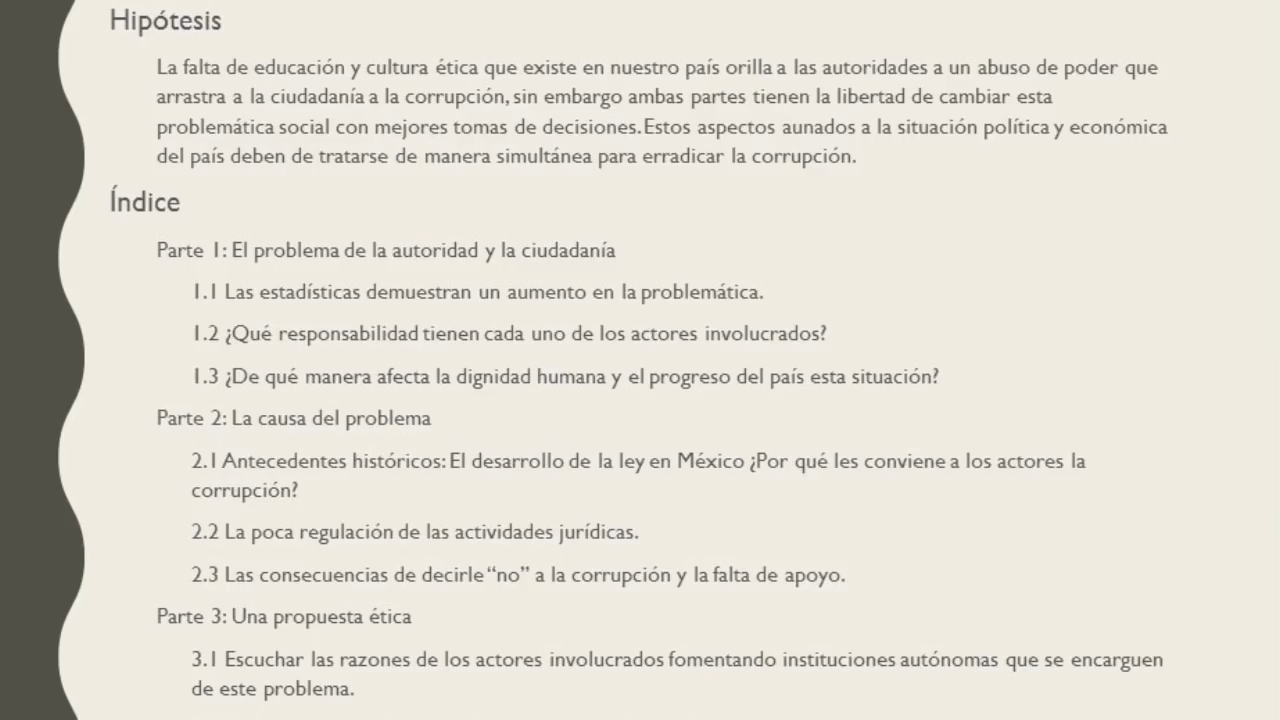 Hipótesis
La falta de educación y cultura ética que existe en nuestro país orilla a las autoridades a un abuso de poder que
arrastra a la ciudadanía a la corrupción, sin embargo ambas partes tienen la libertad de cambiar esta
problemática social con mejores tomas de decisiones. Estos aspectos aunados a la situación política y económica
del país deben de tratarse de manera simultánea para erradicar la corrupción.
Índice
Parte 1: El problema de la autoridad y la ciudadanía
1.1 Las estadísticas demuestran un aumento en la problemática.
1.2 ¿Qué responsabilidad tienen cada uno de los actores involucrados?
1.3 ¿De qué manera afecta la dignidad humana y el progreso del país esta situación?
Parte 2: La causa del problema
2.1 Antecedentes históricos: El desarrollo de la ley en México ¿Por qué les conviene a los actores la
corrupción?
2.2 La poca regulación de las actividades jurídicas.
2.3 Las consecuencias de decirle “no” a la corrupción y la falta de apoyo.
Parte 3: Una propuesta ética
3.1 Escuchar las razones de los actores involucrados fomentando instituciones autónomas que se encarguen
de este problema.